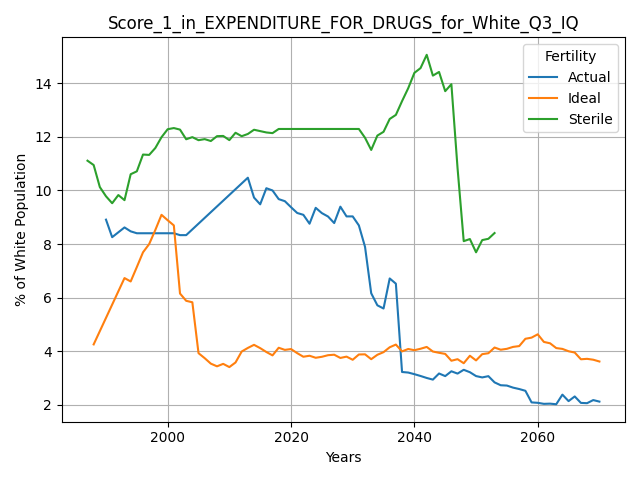 Score_1_in_EXPENDITURE_FOR_DRUGS_for_White_Q3_IQ
Fertility
Actual
Ideal
Sterile
% of White Population
14
12
10
8
6
4
2
2000
2020
2040
2060
Years